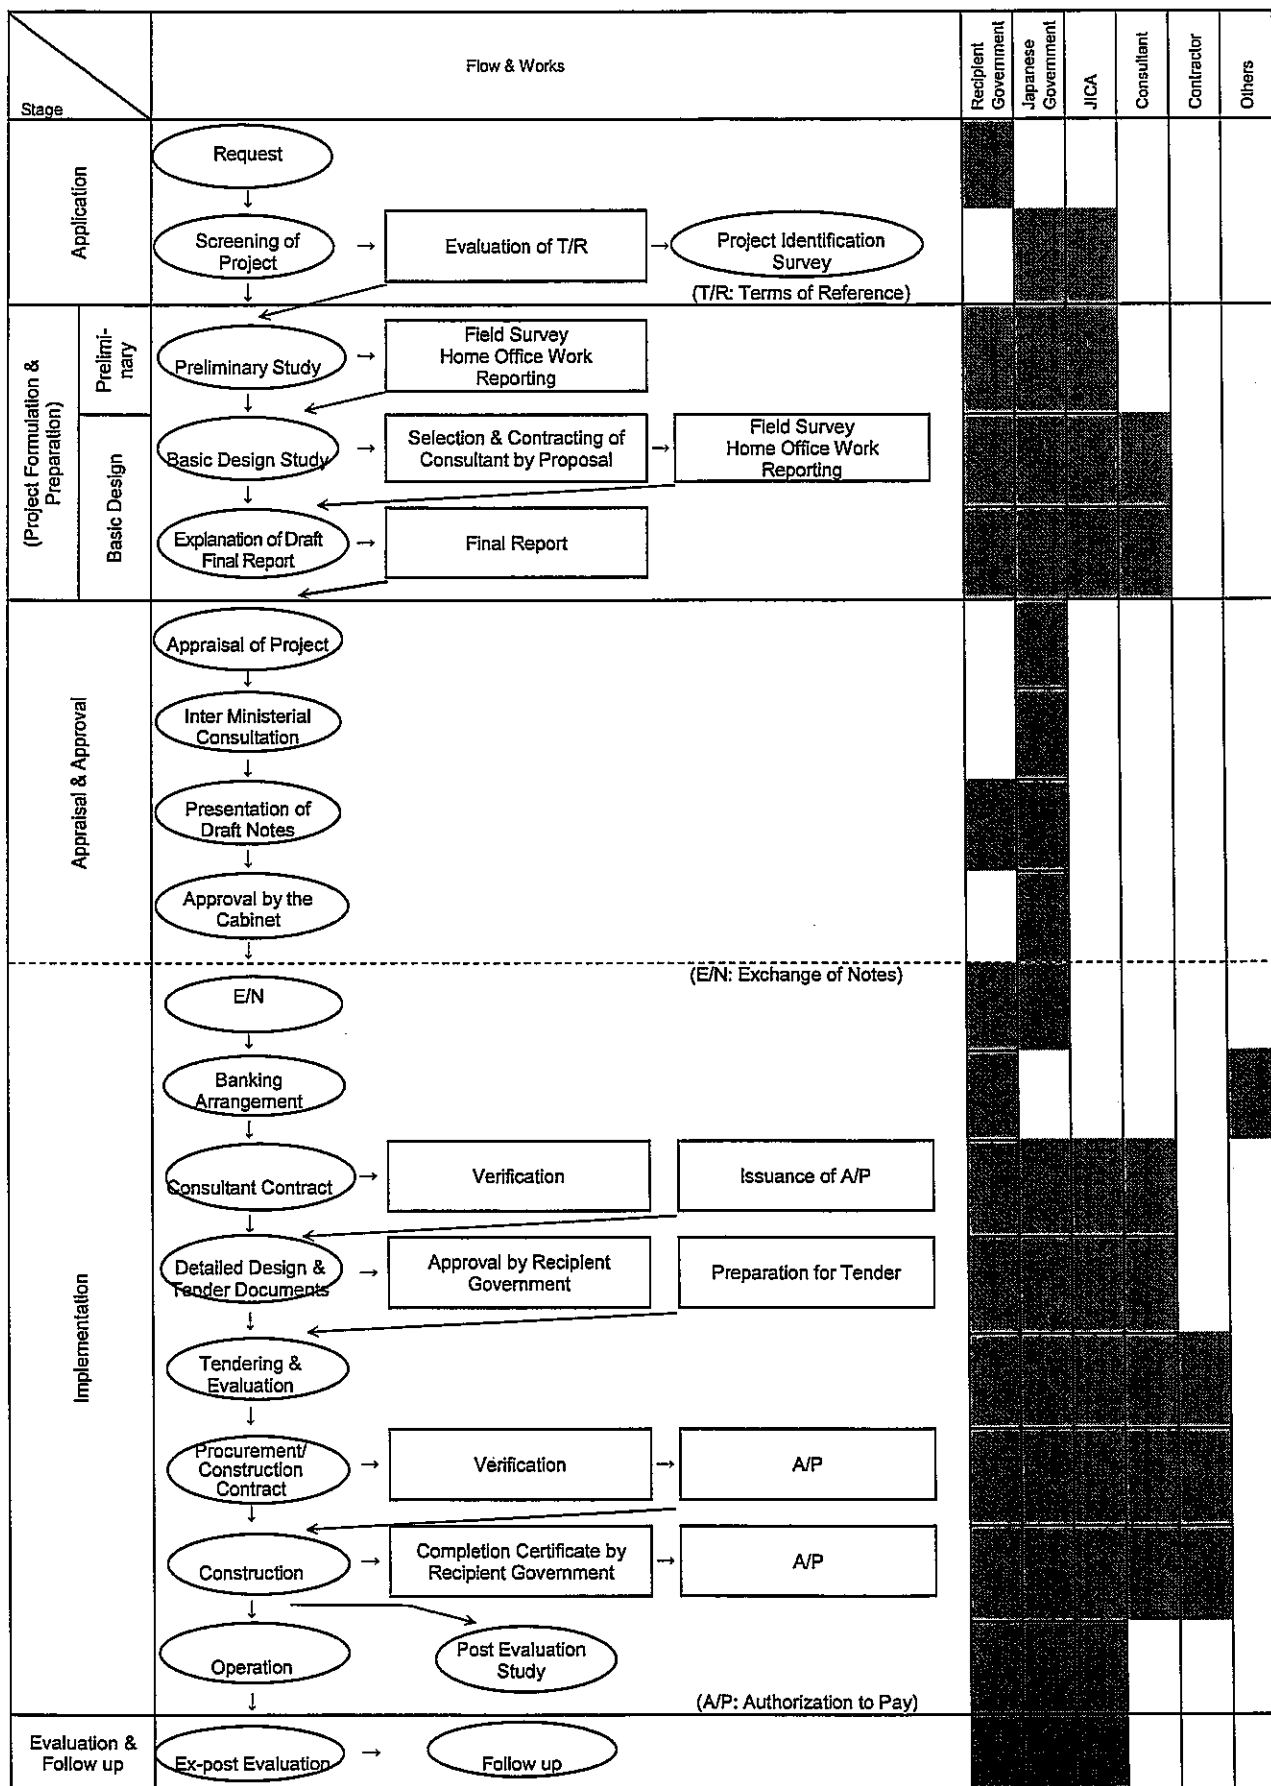 Stage
Flow & Works
Recipient
Government
Japanese
Government
JICA
Consultant
Contractor
Others
Application
Request
Screening of
Project
Evaluation of T/R
Project Identification
Survey
(T/R: Terms of Reference)
(Project Formulation &
Preparation)
Prelimi-
nary
Preliminary Study
Field Survey
Home Office Work
Reporting
Basic Design
Basic Design Study
Selection & Contracting of
Consultant by Proposal
Field Survey
Home Office Work
Reporting
Explanation of Draft
Final Report
Final Report
Appraisal & Approval
Appraisal of Project
Inter Ministerial
Consultation
Presentation of
Draft Notes
Approval by the
Cabinet
Implementation
(E/N: Exchange of Notes)
E/N
Banking
Arrangement
Consultant Contract
Verification
Issuance of A/P
Detailed Design &
Tender Documents
Approval by Recipient
Government
Preparation for Tender
Tendering &
Evaluation
Procurement/
Construction
Contract
Verification
A/P
Construction
Completion Certificate by
Recipient Government
A/P
Operation
Post Evaluation
Study
(A/P: Authorization to Pay)
Evaluation &
Follow up
Ex-post Evaluation
Follow up